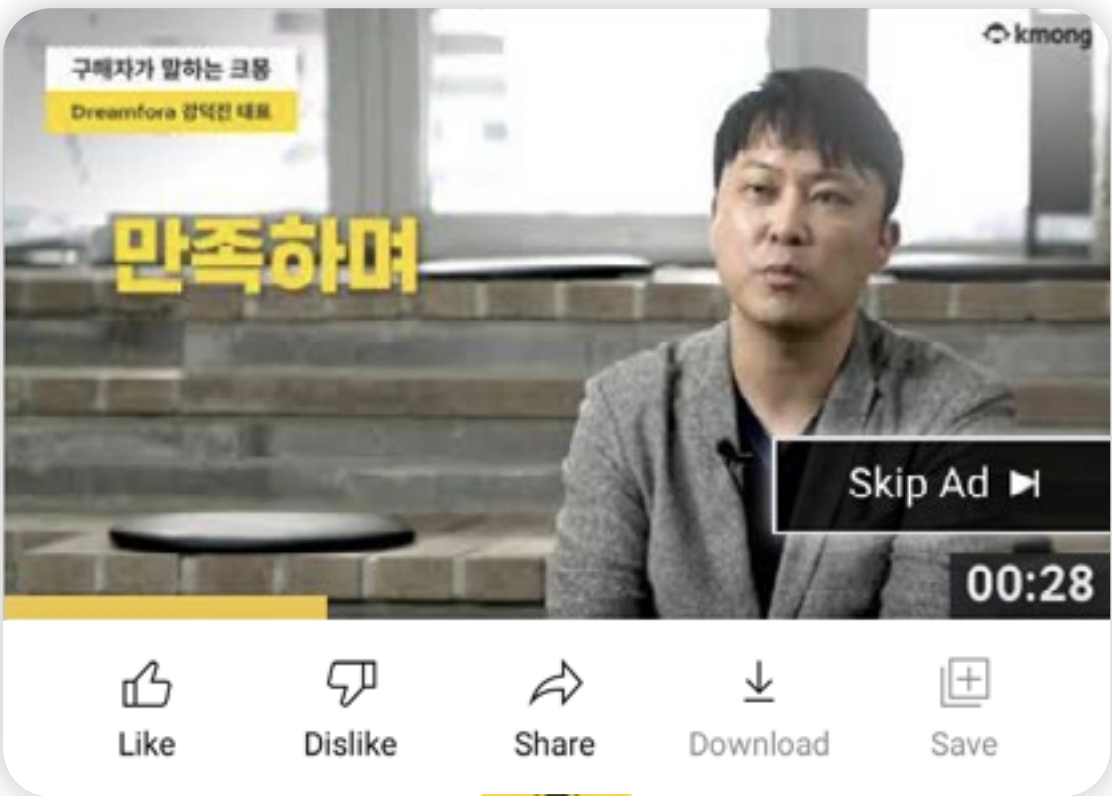 kmong
구매자가 말하는 크몽
Dreamfora 강덕진 대표
만족하며
Skip Ad
00:28
Like
Dislike
Share
Download
Save